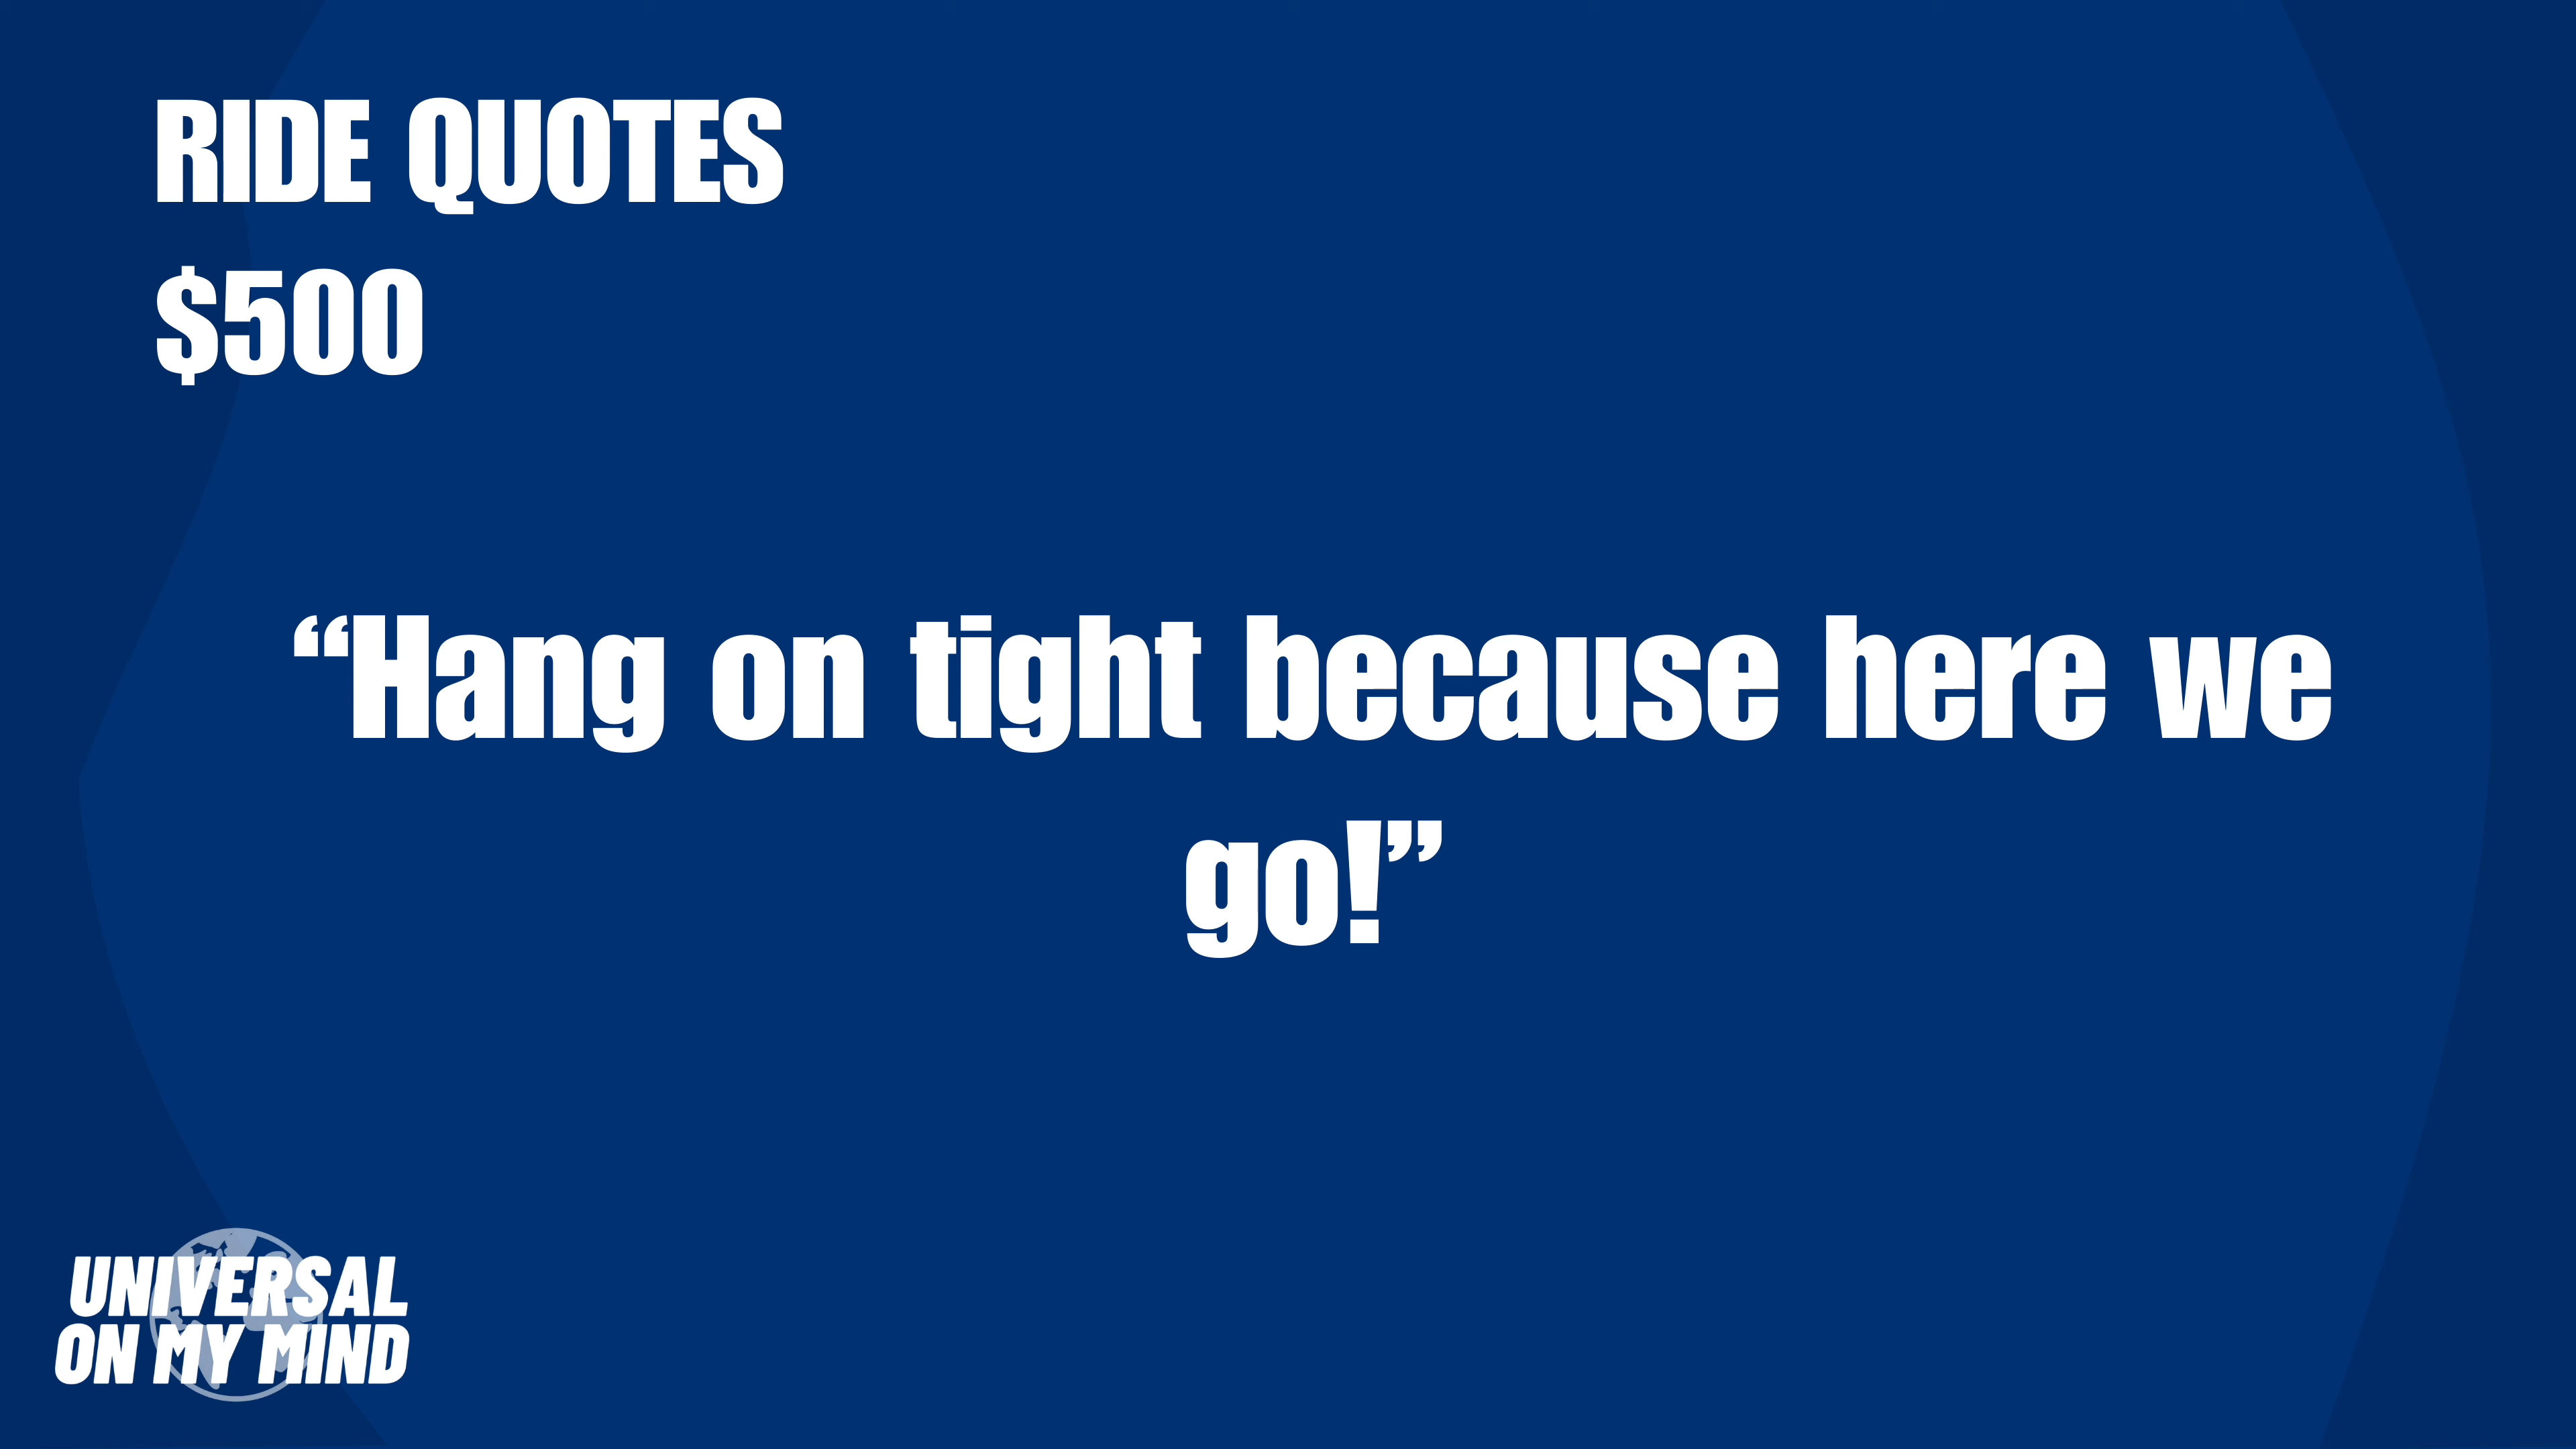 RIDE QUOTES
$500
“Hang on tight because here we
go!”
UNIVERSAL
ON MY MIND